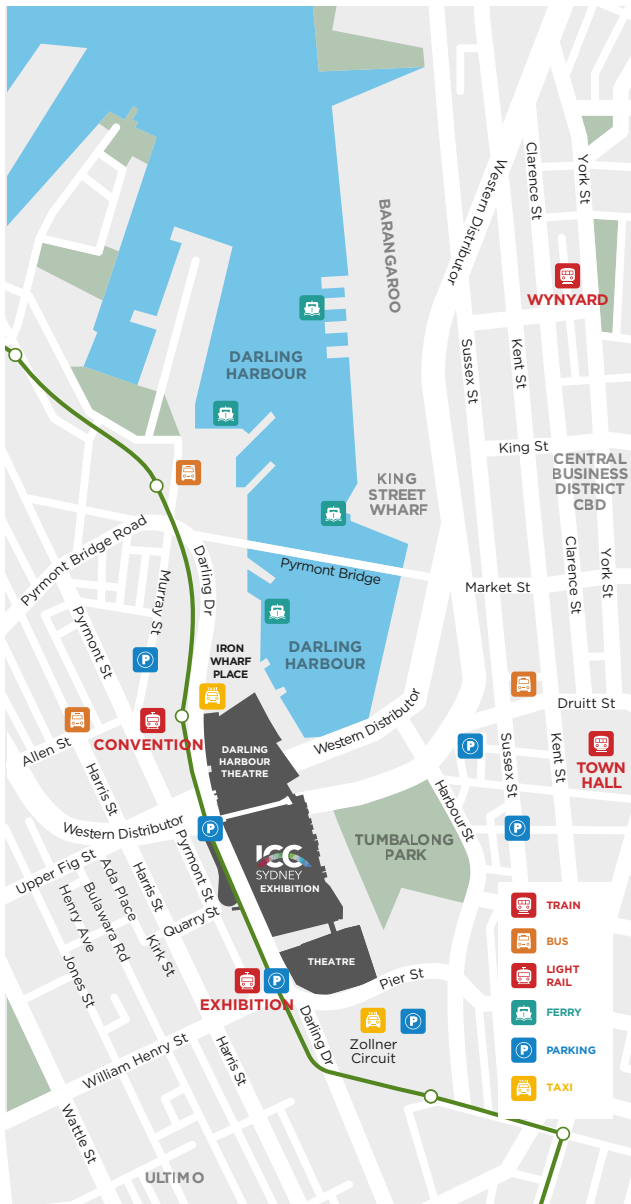 Clarence St
York St
Western Distributor
BARANGAROO
WYNYARD
DARLING
HARBOUR
Sussex St
Kent St
King St
CENTRAL
BUSINESS
DISTRICT
CBD
KING
STREET
WHARF
Pyrmont Bridge Road
Darling Dr
Pyrmont Bridge
Clarence St
York St
Market St
Murray St
Pyrmont St
IRON
WHARF
PLACE
DARLING
HARBOUR
Druitt St
Allen St
CONVENTION
DARLING
HARBOUR
THEATRE
Western Distributor
Sussex St
Kent St
TOWN
HALL
Harris St
Harbour St
Western Distributor
Pyrmont St
ICC
SYDNEY
EXHIBITION
TUMBALONG
PARK
Upper Fig St
Ada Place
Harris St
Henry Ave
Bulawara Rd
Quarry St
Kirk St
Jones St
THEATRE
Pier St
EXHIBITION
Darling Dr
Zollner
Circuit
William Henry St
Harris St
Wattle St
ULTIMO
TRAIN
BUS
LIGHT
RAIL
FERRY
P
PARKING
TAXI